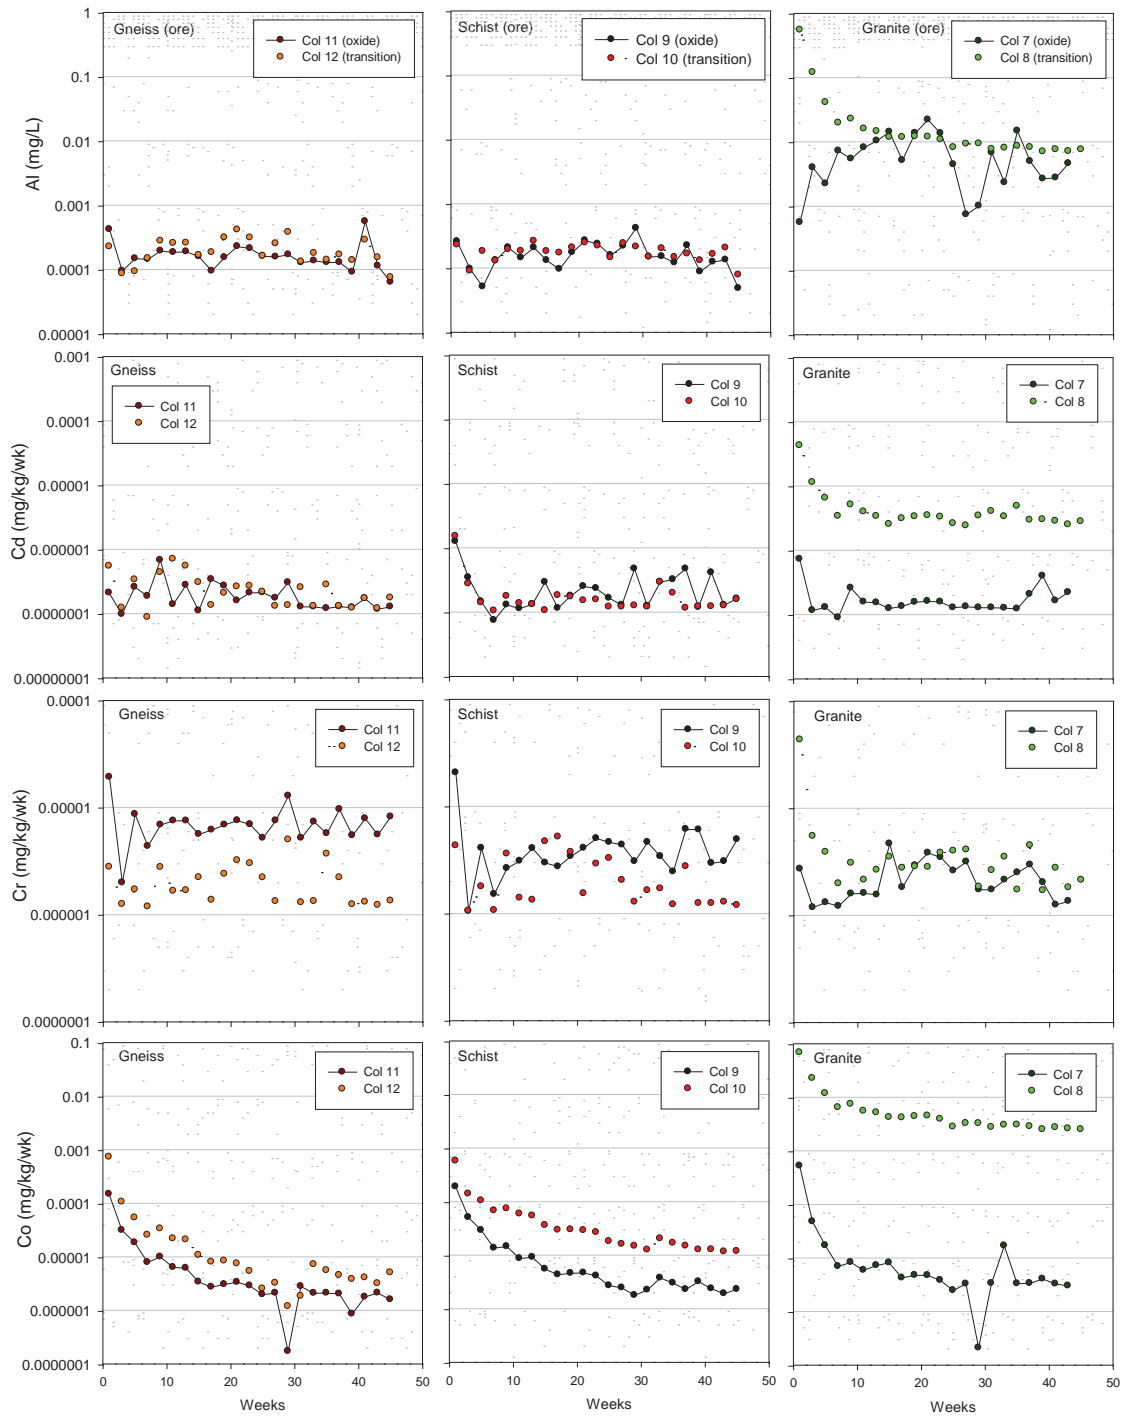 Gneiss (ore)
Col 11 (oxide)
Col 12 (transition)
Schist (ore)
Col 9 (oxide)
Col 10 (transition)
Granite (ore)
Col 7 (oxide)
Col 8 (transition)
Al (mg/L)
1
0.1
0.01
0.001
0.0001
0.00001
Gneiss
Col 11
Col 12
Schist
Col 9
Col 10
Granite
Col 7
Col 8
Cd (mg/kg/wk)
0.001
0.0001
0.00001
0.000001
0.0000001
0.00000001
Gneiss
Col 11
Col 12
Schist
Col 9
Col 10
Granite
Col 7
Col 8
Cr (mg/kg/wk)
0.0001
0.00001
0.000001
0.0000001
Gneiss
Col 11
Col 12
Schist
Col 9
Col 10
Granite
Col 7
Col 8
Co (mg/kg/wk)
0.1
0.01
0.001
0.0001
0.00001
0.000001
0.0000001
0 10 20 30 40 50
0 10 20 30 40 50
0 10 20 30 40 50
Weeks
Weeks
Weeks